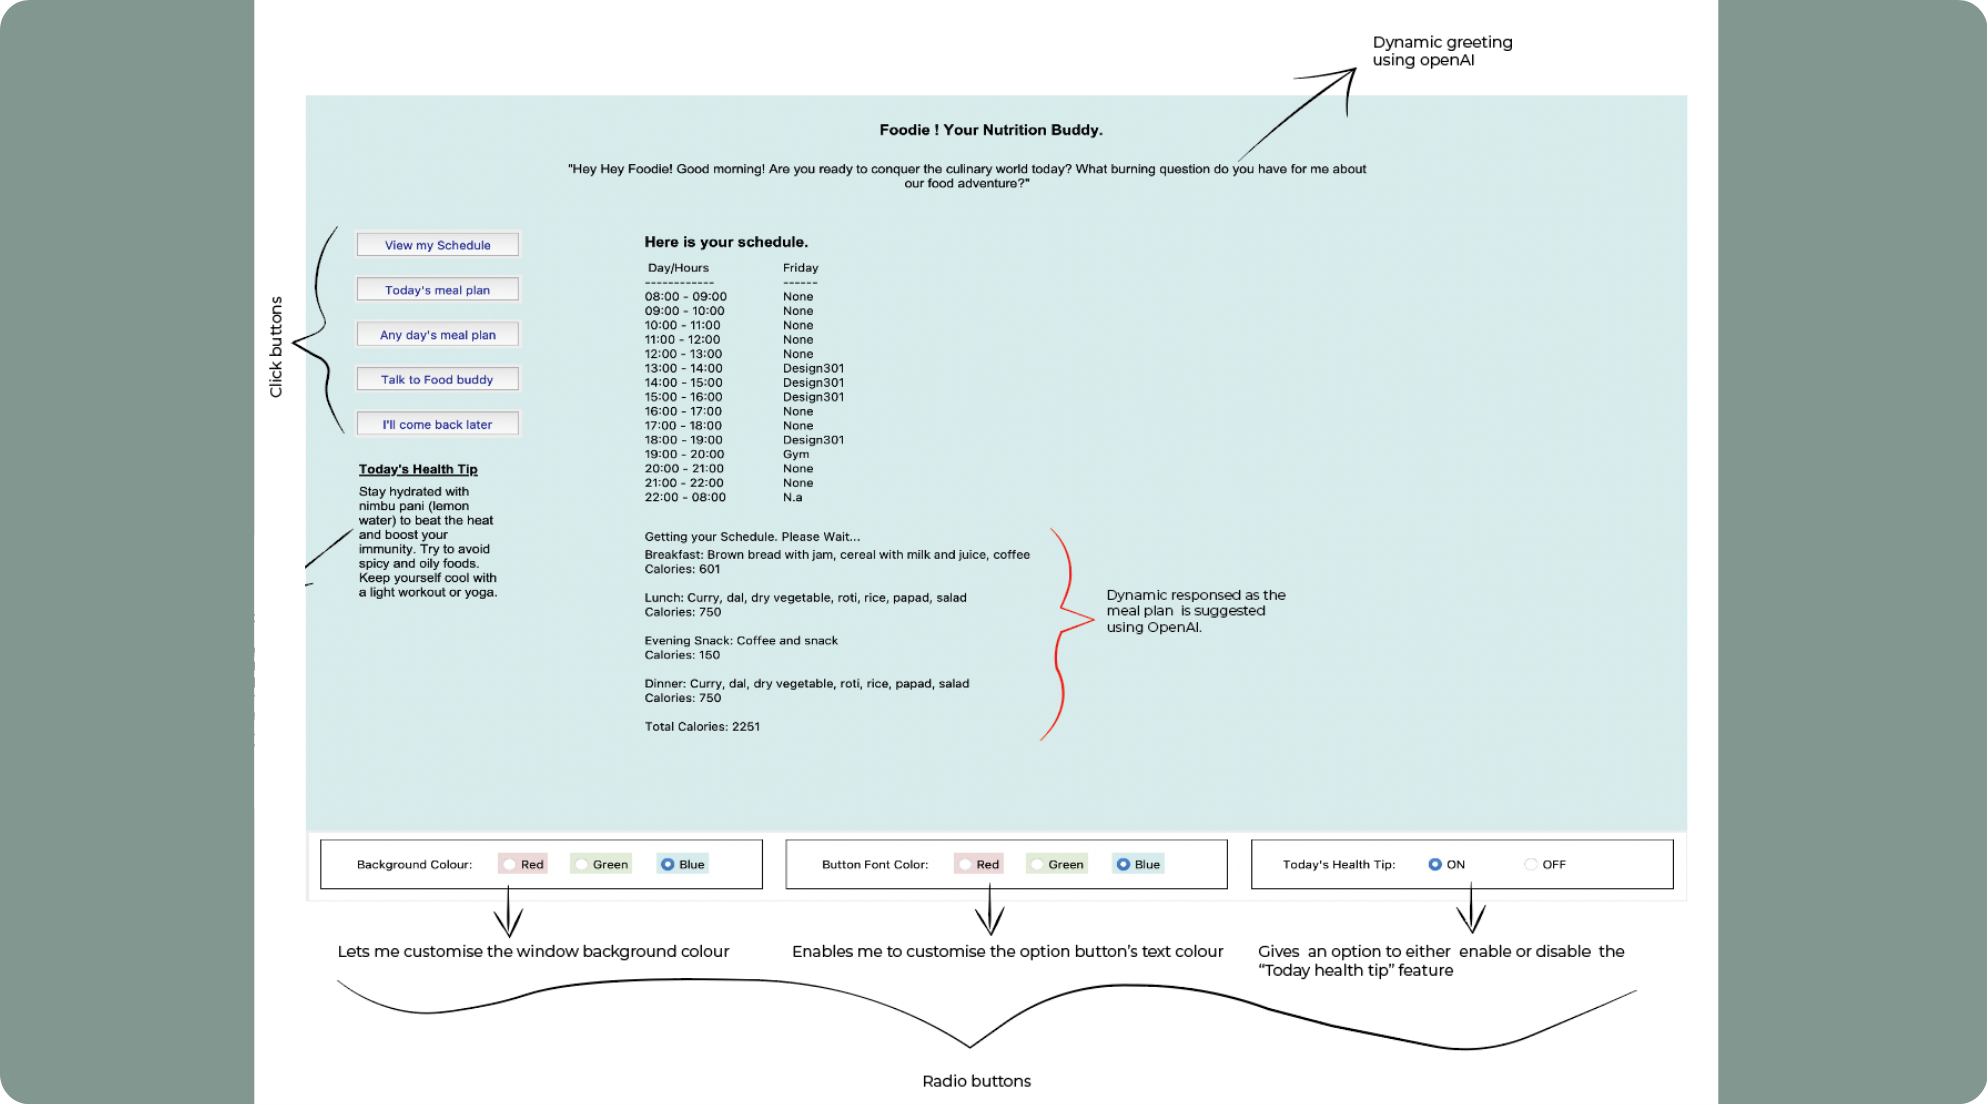 Dynamic greeting
using openAI
Foodie ! Your Nutrition Buddy.
"Hey Hey Foodie! Good morning! Are you ready to conquer the culinary world today? What burning question do you have for me about
our food adventure?"
Click buttons
View my Schedule
Today's meal plan
Any day's meal plan
Talk to Food buddy
I'll come back later
Today's Health Tip
Stay hydrated with
nimbu pani (lemon
water) to beat the heat
and boost your
immunity. Try to avoid
spicy and oily foods.
Keep yourself cool with
a light workout or yoga.
Here is your schedule.
Day/Hours Friday
------------ ------
08:00 - 09:00 None
09:00 - 10:00 None
10:00 - 11:00 None
11:00 - 12:00 None
12:00 - 13:00 None
13:00 - 14:00 Design301
14:00 - 15:00 Design301
15:00 - 16:00 Design301
16:00 - 17:00 None
17:00 - 18:00 None
18:00 - 19:00 Design301
19:00 - 20:00 Gym
20:00 - 21:00 None
21:00 - 22:00 None
22:00 - 08:00 N.a
Getting your Schedule. Please Wait...
Breakfast: Brown bread with jam, cereal with milk and juice, coffee
Calories: 601
Lunch: Curry, dal, dry vegetable, roti, rice, papad, salad
Calories: 750
Evening Snack: Coffee and snack
Calories: 150
Dinner: Curry, dal, dry vegetable, roti, rice, papad, salad
Calories: 750
Total Calories: 2251
Dynamic responsed as the
meal plan is suggested
using OpenAI.
Background Colour: Red Green Blue
Button Font Color: Red Green Blue
Today's Health Tip: ON OFF
Lets me customise the window background colour
Enables me to customise the option button's text colour
Gives an option to either enable or disable the
“Today health tip” feature
Radio buttons